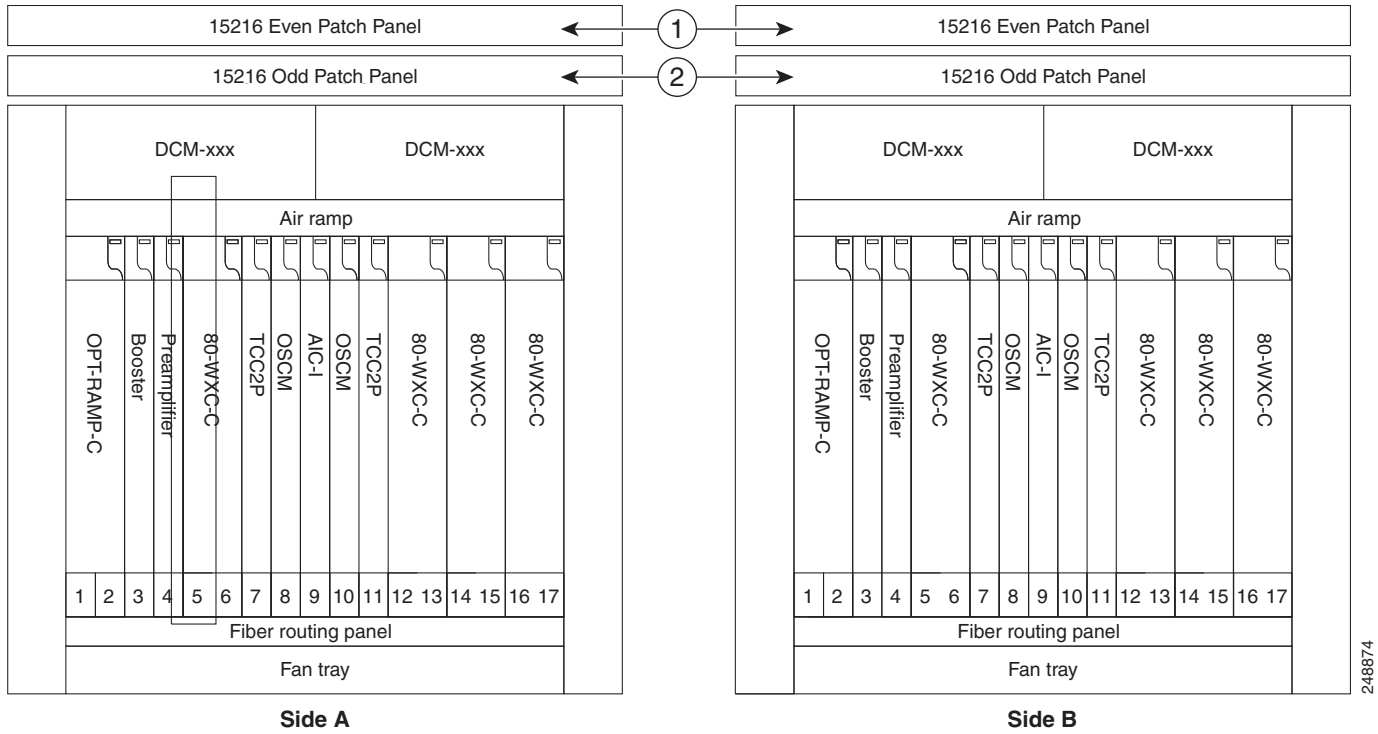 15216 Even Patch Panel 1 15216 Even Patch Panel
15216 Odd Patch Panel 2 15216 Odd Patch Panel
DCM-xxx DCM-xxx DCM-xxx DCM-xxx
Air ramp Air ramp
OPT-RAMP-C
Booster
Preamplifier
80-WXC-C
TCC2P
OSCM
AIC-I
OSCM
TCC2P
80-WXC-C
80-WXC-C
80-WXC-C
OPT-RAMP-C
Booster
Preamplifier
80-WXC-C
TCC2P
OSCM
AIC-I
OSCM
TCC2P
80-WXC-C
80-WXC-C
80-WXC-C
1 2 3 4 5 6 7 8 9 10 11 12 13 14 15 16 17 1 2 3 4 5 6 7 8 9 10 11 12 13 14 15 16 17
Fiber routing panel Fiber routing panel
Fan tray Fan tray
248874
Side A Side B